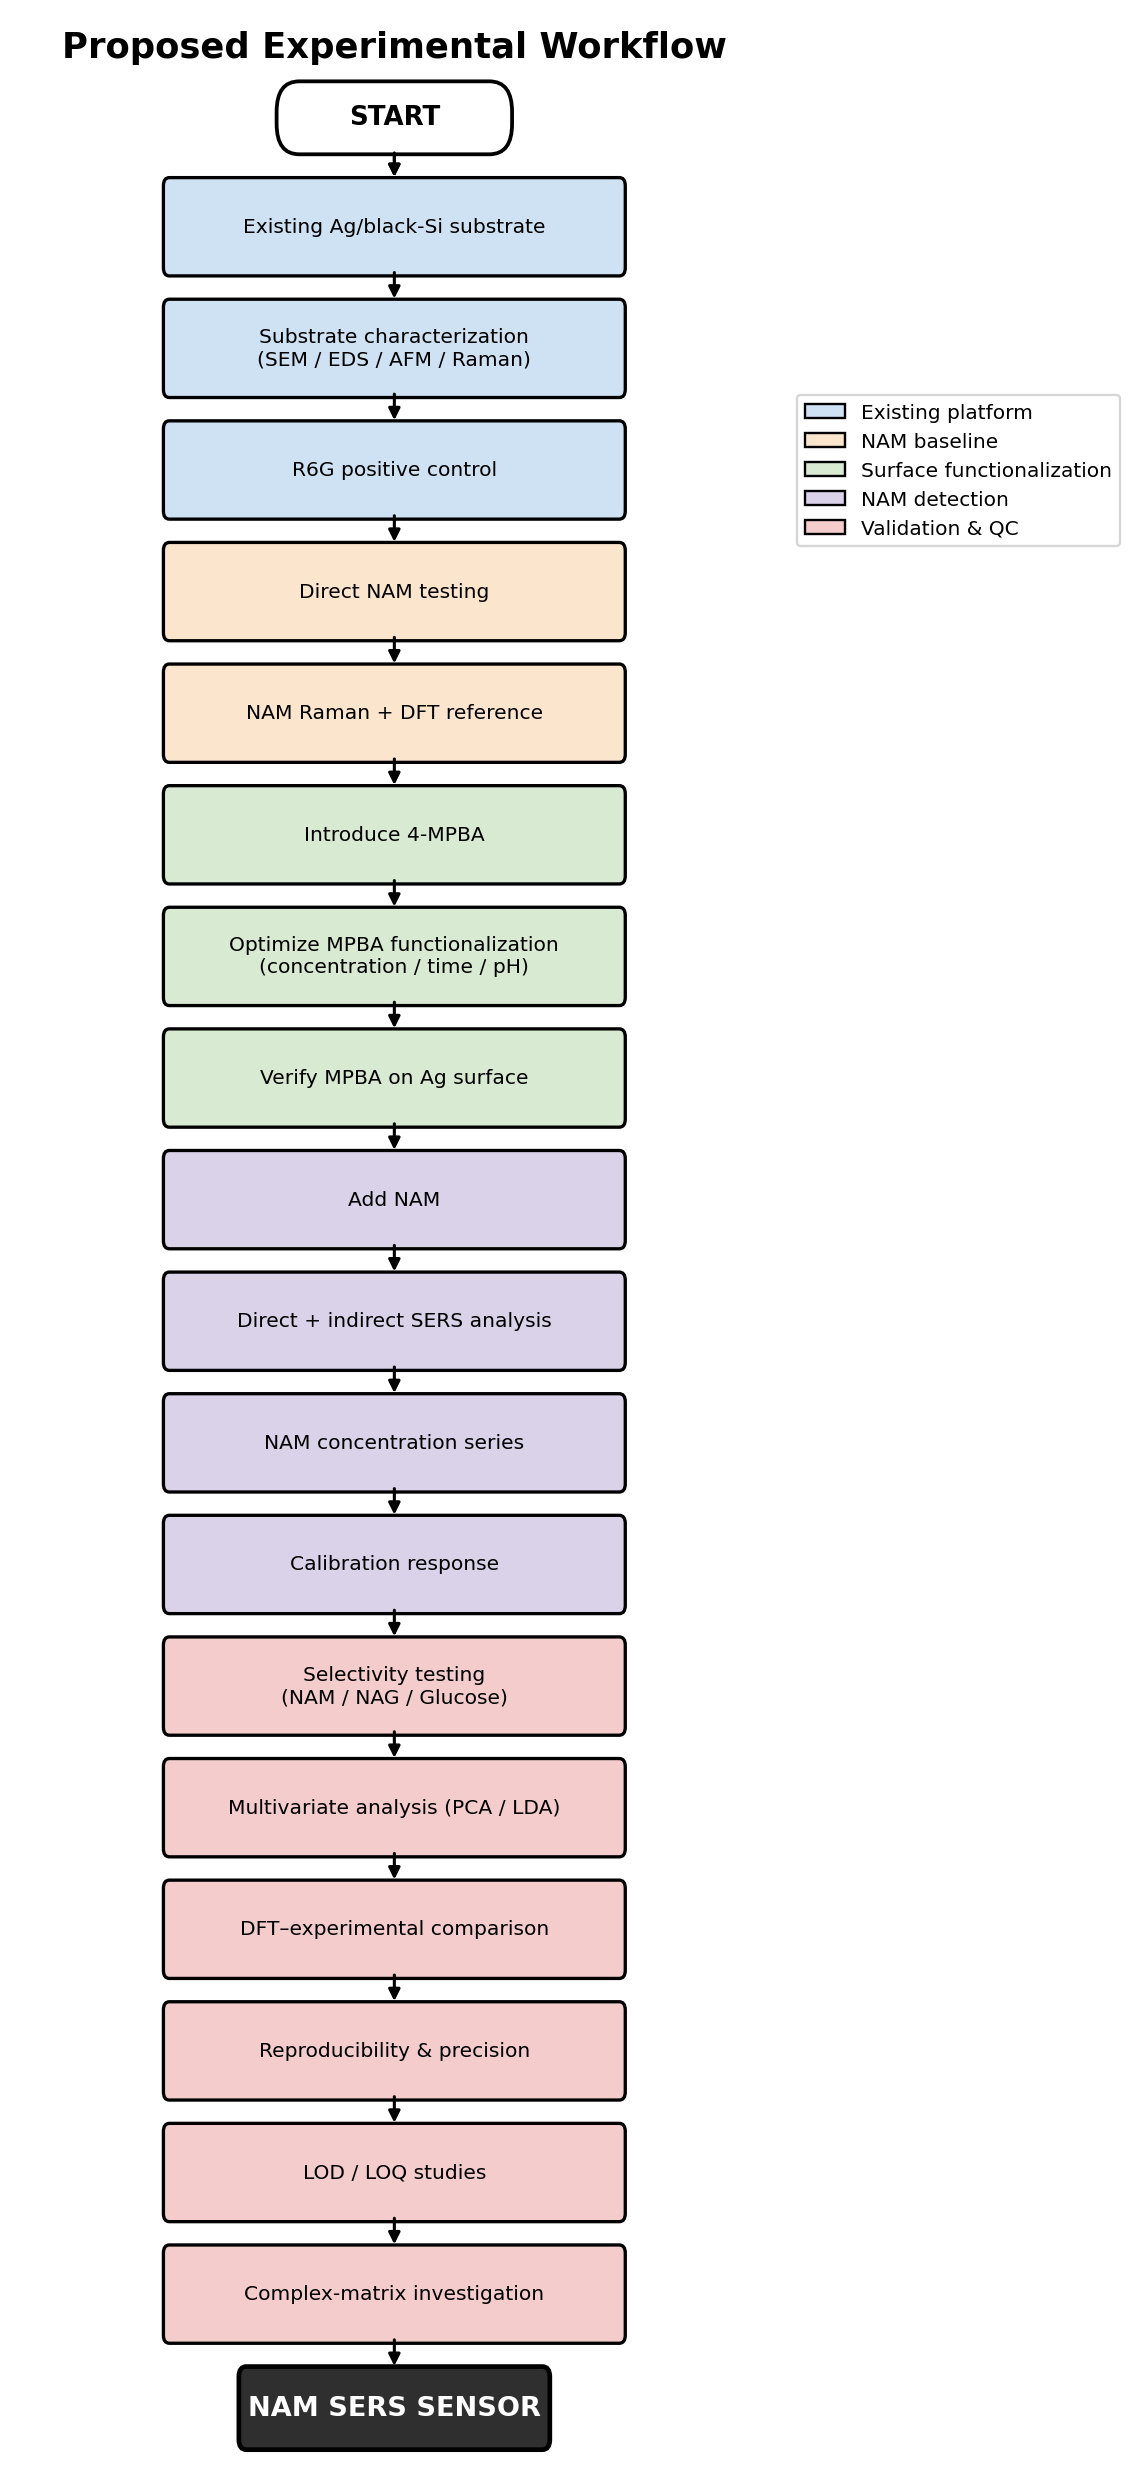 Proposed Experimental Workflow
START
Existing Ag/black-Si substrate
Substrate characterization
(SEM / EDS / AFM / Raman)
R6G positive control
Direct NAM testing
NAM Raman + DFT reference
Introduce 4-MPBA
Optimize MPBA functionalization
(concentration / time / pH)
Verify MPBA on Ag surface
Add NAM
Direct + indirect SERS analysis
NAM concentration series
Calibration response
Selectivity testing
(NAM / NAG / Glucose)
Multivariate analysis (PCA / LDA)
DFT–experimental comparison
Reproducibility & precision
LOD / LOQ studies
Complex-matrix investigation
NAM SERS SENSOR
Existing platform
NAM baseline
Surface functionalization
NAM detection
Validation & QC